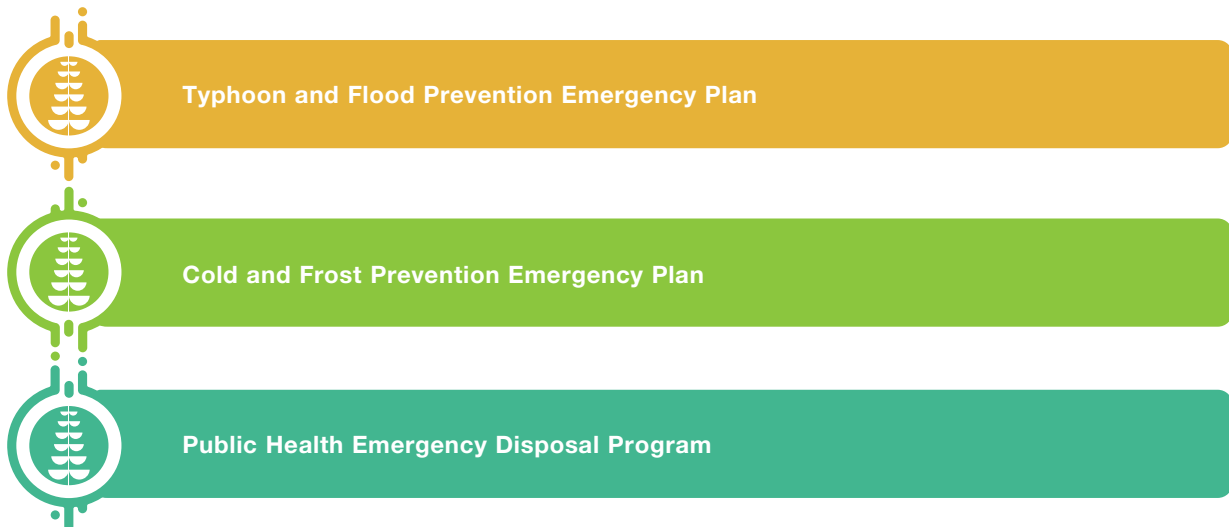 Typhoon and Flood Prevention Emergency Plan
Cold and Frost Prevention Emergency Plan
Public Health Emergency Disposal Program